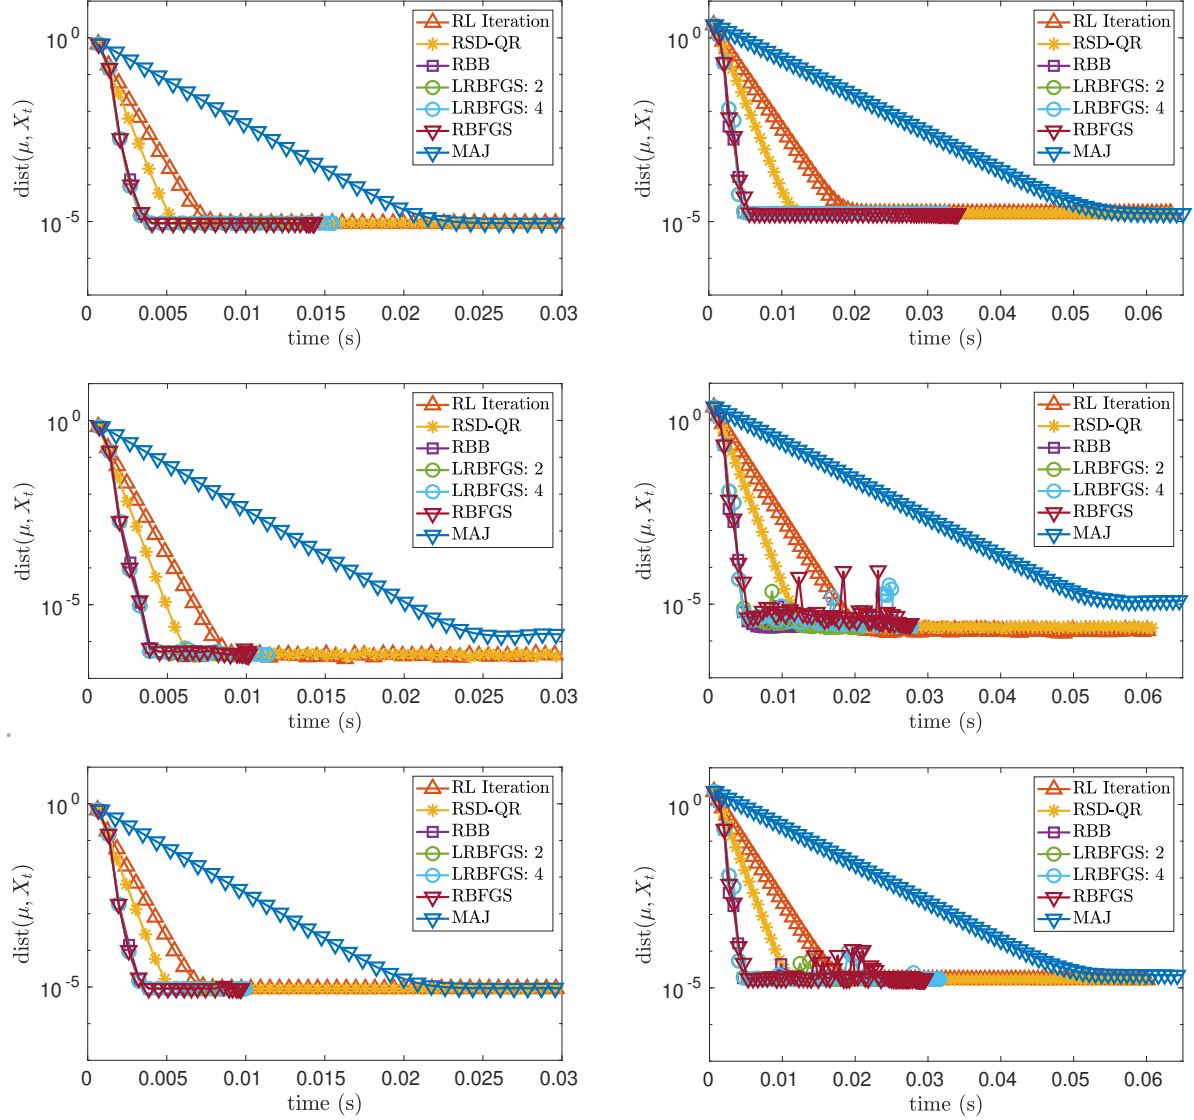 10^0
10^{-5}
dist(μ, X_t)
0 0.005 0.01 0.015 0.02 0.025 0.03
time (s)
RL Iteration
RSD-QR
RBB
LRBFGS: 2
LRBFGS: 4
RBFGS
MAJ
10^0
10^{-5}
dist(μ, X_t)
0 0.01 0.02 0.03 0.04 0.05 0.06
time (s)
RL Iteration
RSD-QR
RBB
LRBFGS: 2
LRBFGS: 4
RBFGS
MAJ
10^0
10^{-5}
dist(μ, X_t)
0 0.005 0.01 0.015 0.02 0.025 0.03
time (s)
RL Iteration
RSD-QR
RBB
LRBFGS: 2
LRBFGS: 4
RBFGS
MAJ
10^0
10^{-5}
dist(μ, X_t)
0 0.01 0.02 0.03 0.04 0.05 0.06
time (s)
RL Iteration
RSD-QR
RBB
LRBFGS: 2
LRBFGS: 4
RBFGS
MAJ
10^0
10^{-5}
dist(μ, X_t)
0 0.005 0.01 0.015 0.02 0.025 0.03
time (s)
RL Iteration
RSD-QR
RBB
LRBFGS: 2
LRBFGS: 4
RBFGS
MAJ
10^0
10^{-5}
dist(μ, X_t)
0 0.01 0.02 0.03 0.04 0.05 0.06
time (s)
RL Iteration
RSD-QR
RBB
LRBFGS: 2
LRBFGS: 4
RBFGS
MAJ